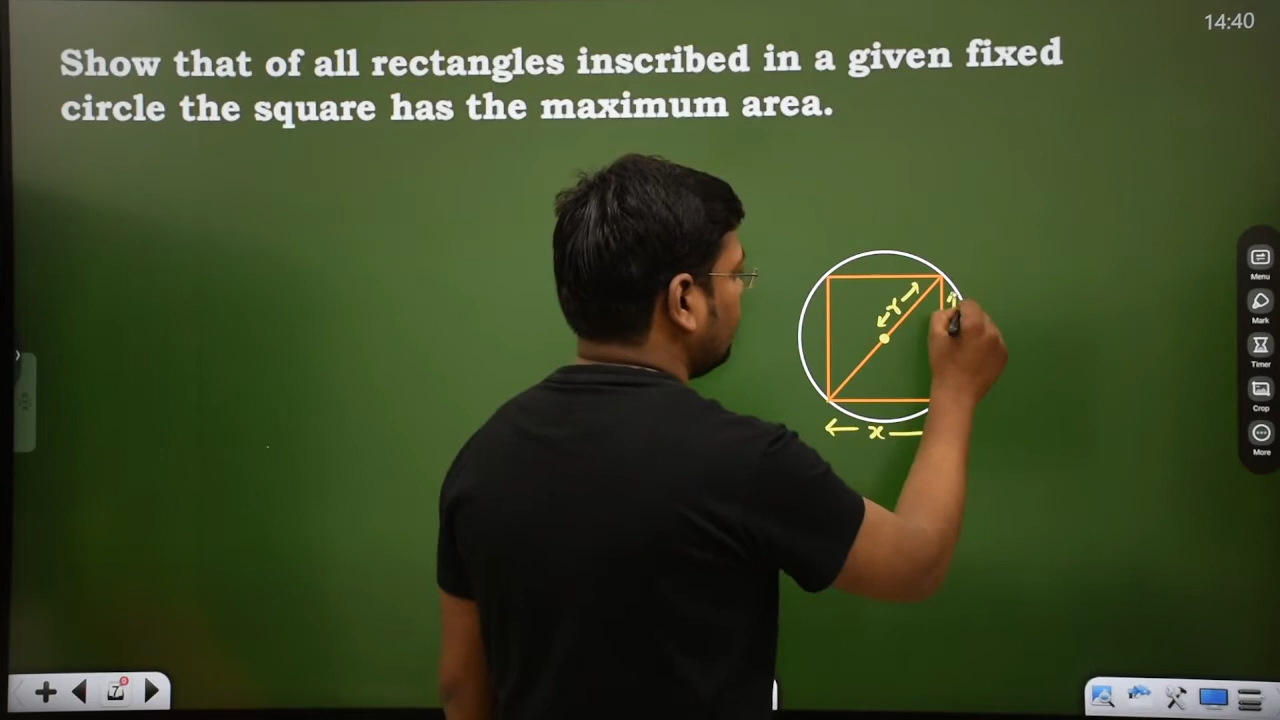 14:40
Show that of all rectangles inscribed in a given fixed
circle the square has the maximum area.
r
x
Menu
Mark
Timer
Crop
More
7